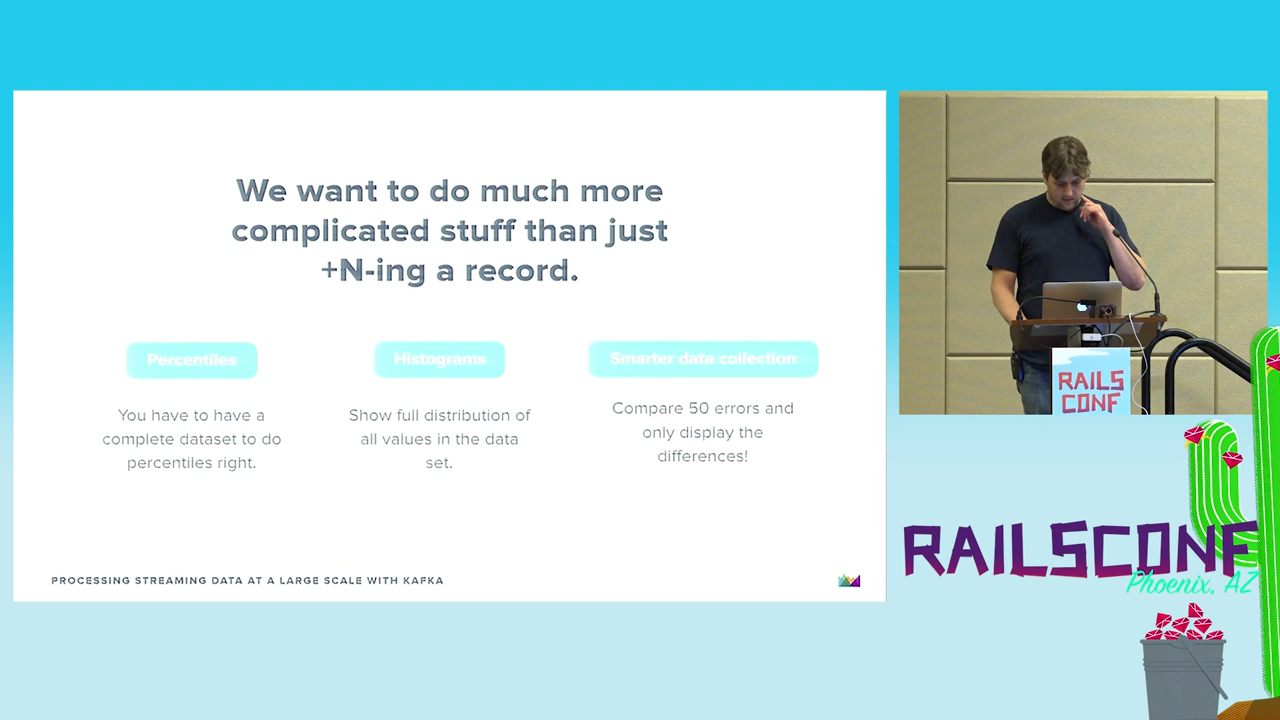 We want to do much more
complicated stuff than just
+N-ing a record.
Percentiles
Histograms
Smarter data collection
You have to have a
complete dataset to do
percentiles right.
Show full distribution of
all values in the data
set.
Compare 50 errors and
only display the
differences!
PROCESSING STREAMING DATA AT A LARGE SCALE WITH KAFKA
RAILS
CONF
RAILSCONF
Phoenix, AZ